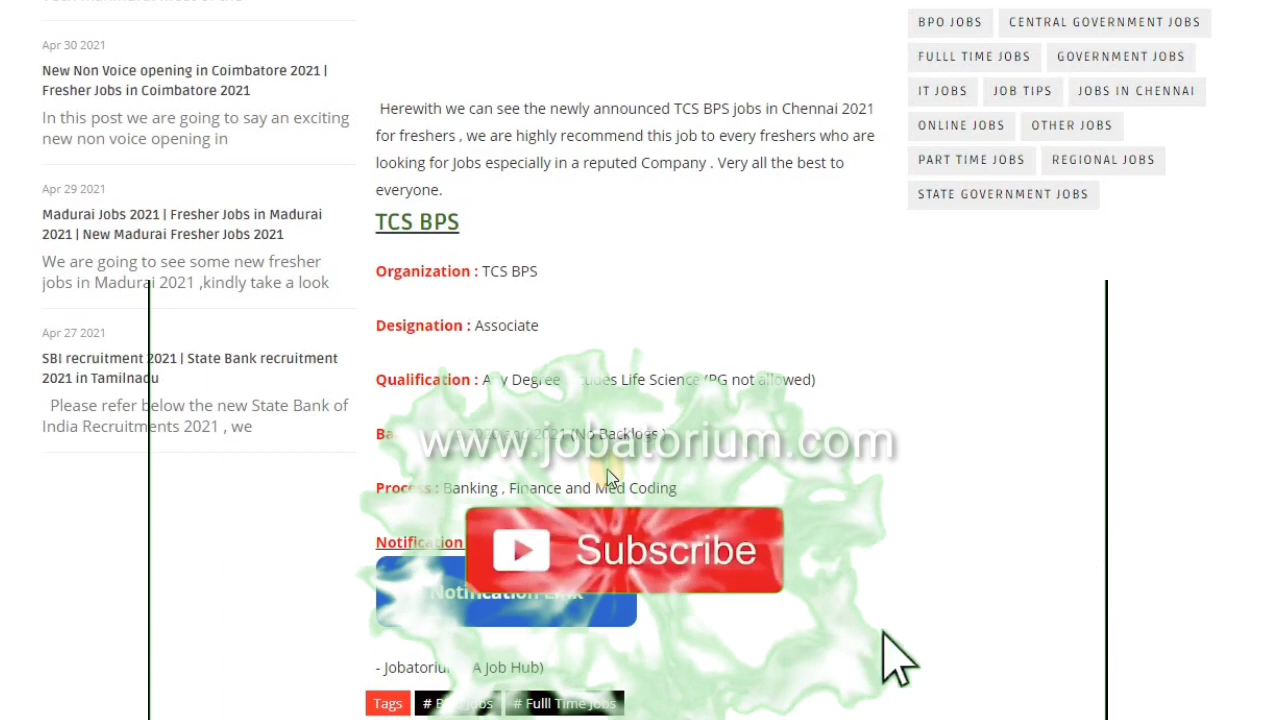 Apr 30 2021
New Non Voice opening in Coimbatore 2021 |
Fresher Jobs in Coimbatore 2021
In this post we are going to say an exciting
new non voice opening in
Apr 29 2021
Madurai Jobs 2021 | Fresher Jobs in Madurai
2021 | New Madurai Fresher Jobs 2021
We are going to see some new fresher
jobs in Madurai 2021 ,kindly take a look
Apr 27 2021
SBI recruitment 2021 | State Bank recruitment
2021 in Tamilnadu
Please refer below the new State Bank of
India Recruitments 2021 , we
Herewith we can see the newly announced TCS BPS jobs in Chennai 2021
for freshers , we are highly recommend this job to every freshers who are
looking for Jobs especially in a reputed Company . Very all the best to
everyone.
TCS BPS
Organization : TCS BPS
Designation : Associate
Qualification : Any Degree Life Science (PG not allowed)
2021 (No Backlogs )
www.jobatorium.com
Process : Banking , Finance and Med Coding
Notification
Subscribe
Notification Link
- Jobatorium A Job Hub)
Tags # Jobs # Fulll Time Jobs
BPO JOBS CENTRAL GOVERNMENT JOBS
FULLL TIME JOBS GOVERNMENT JOBS
IT JOBS JOB TIPS JOBS IN CHENNAI
ONLINE JOBS OTHER JOBS
PART TIME JOBS REGIONAL JOBS
STATE GOVERNMENT JOBS